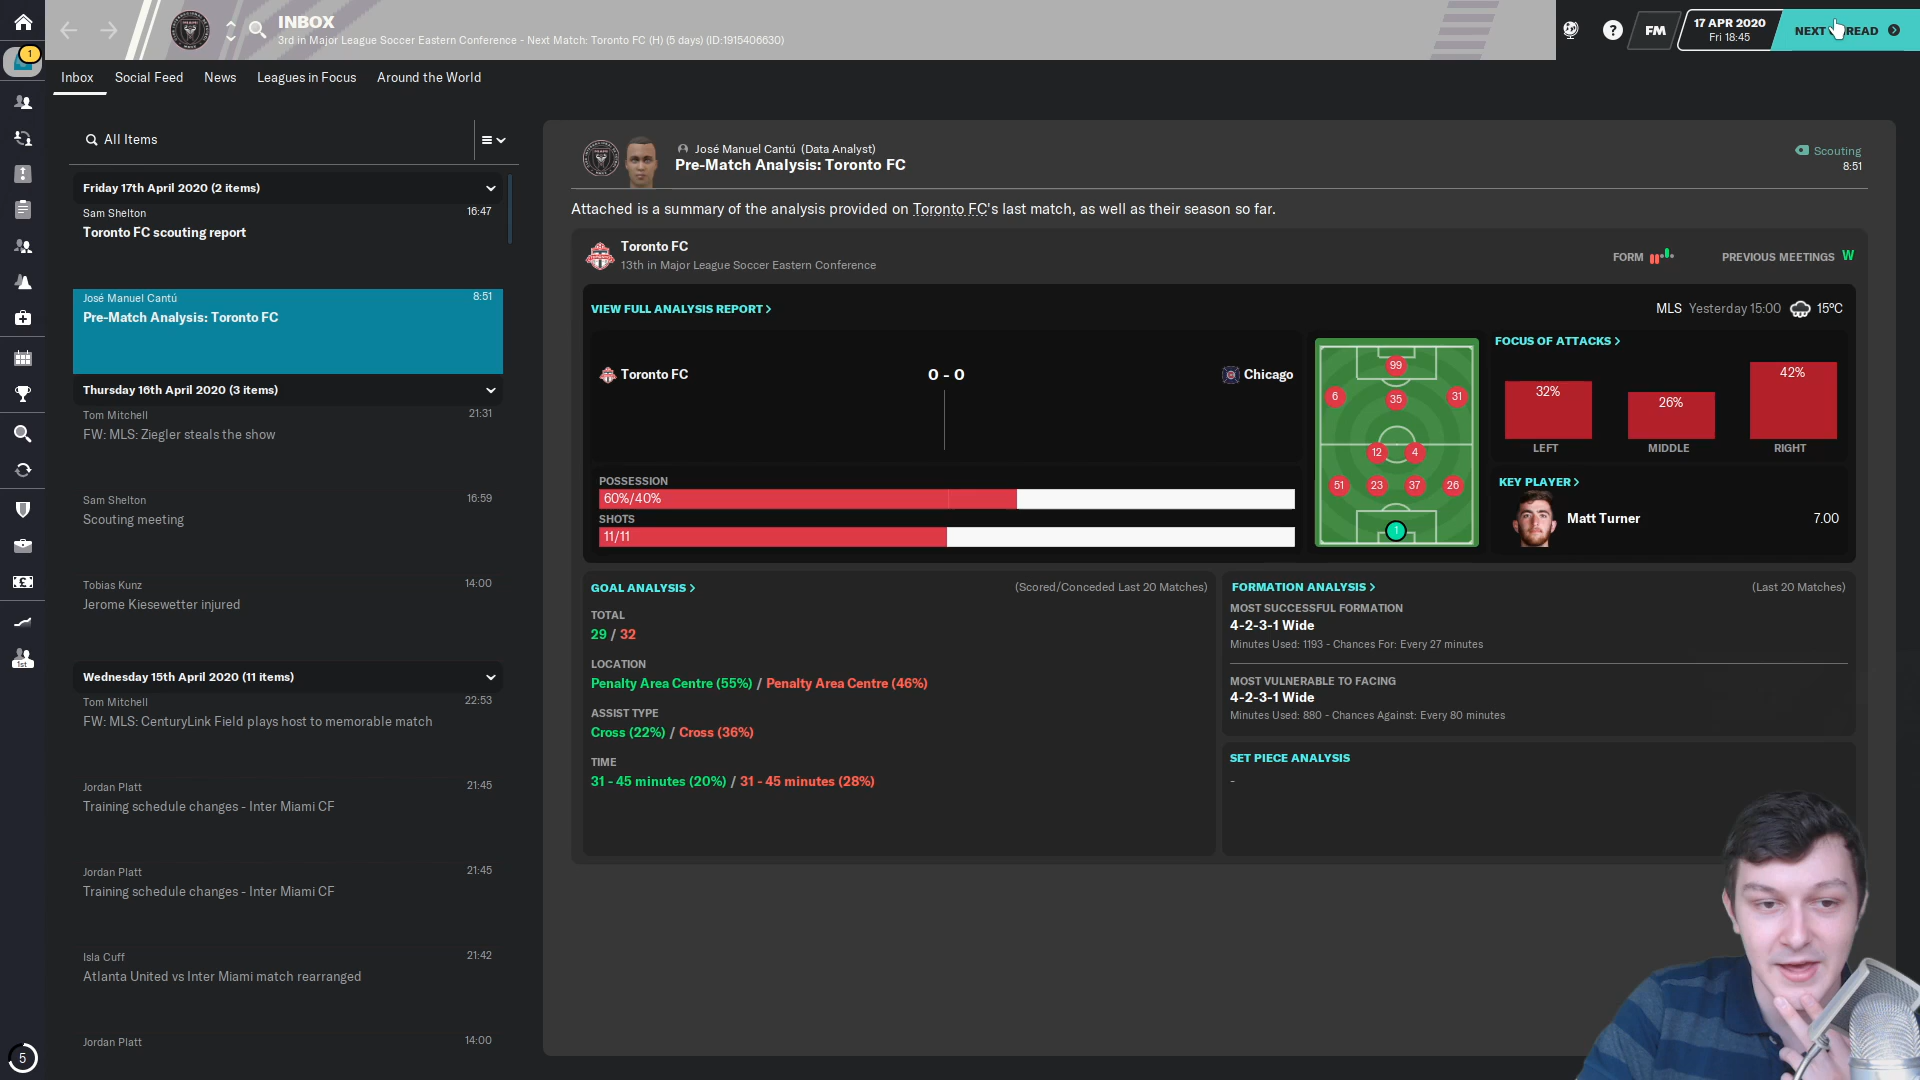 INBOX
3rd in Major League Soccer Eastern Conference - Next Match: Toronto FC (H) (5 days) (ID:1915406630)
FM
17 APR 2020
Fri 18:45
NEXT READ
1
Inbox
Social Feed
News
Leagues in Focus
Around the World
All Items
Friday 17th April 2020 (2 items)
Sam Shelton
16:47
Toronto FC scouting report
José Manuel Cantú
8:51
Pre-Match Analysis: Toronto FC
Thursday 16th April 2020 (3 items)
Tom Mitchell
21:31
FW: MLS: Ziegler steals the show
Sam Shelton
16:59
Scouting meeting
Tobias Kunz
14:00
Jerome Kiesewetter injured
Wednesday 15th April 2020 (11 items)
Tom Mitchell
22:53
FW: MLS: CenturyLink Field plays host to memorable match
Jordan Platt
21:45
Training schedule changes - Inter Miami CF
Jordan Platt
21:45
Training schedule changes - Inter Miami CF
Isla Cuff
21:42
Atlanta United vs Inter Miami match rearranged
Jordan Platt
14:00
1st
5
José Manuel Cantú (Data Analyst)
Pre-Match Analysis: Toronto FC
Scouting
8:51
Attached is a summary of the analysis provided on Toronto FC's last match, as well as their season so far.
Toronto FC
13th in Major League Soccer Eastern Conference
FORM
PREVIOUS MEETINGS W
VIEW FULL ANALYSIS REPORT >
MLS Yesterday 15:00 15ºC
Toronto FC
0 - 0
Chicago
POSSESSION
60%/40%
SHOTS
11/11
99
6
35
31
12
4
51
23
37
26
1
FOCUS OF ATTACKS >
32%
26%
42%
LEFT
MIDDLE
RIGHT
KEY PLAYER >
Matt Turner
7.00
GOAL ANALYSIS >
(Scored/Conceded Last 20 Matches)
TOTAL
29 / 32
LOCATION
Penalty Area Centre (55%) / Penalty Area Centre (46%)
ASSIST TYPE
Cross (22%) / Cross (36%)
TIME
31 - 45 minutes (20%) / 31 - 45 minutes (28%)
FORMATION ANALYSIS >
(Last 20 Matches)
MOST SUCCESSFUL FORMATION
4-2-3-1 Wide
Minutes Used: 1193 - Chances For: Every 27 minutes
MOST VULNERABLE TO FACING
4-2-3-1 Wide
Minutes Used: 880 - Chances Against: Every 80 minutes
SET PIECE ANALYSIS
-